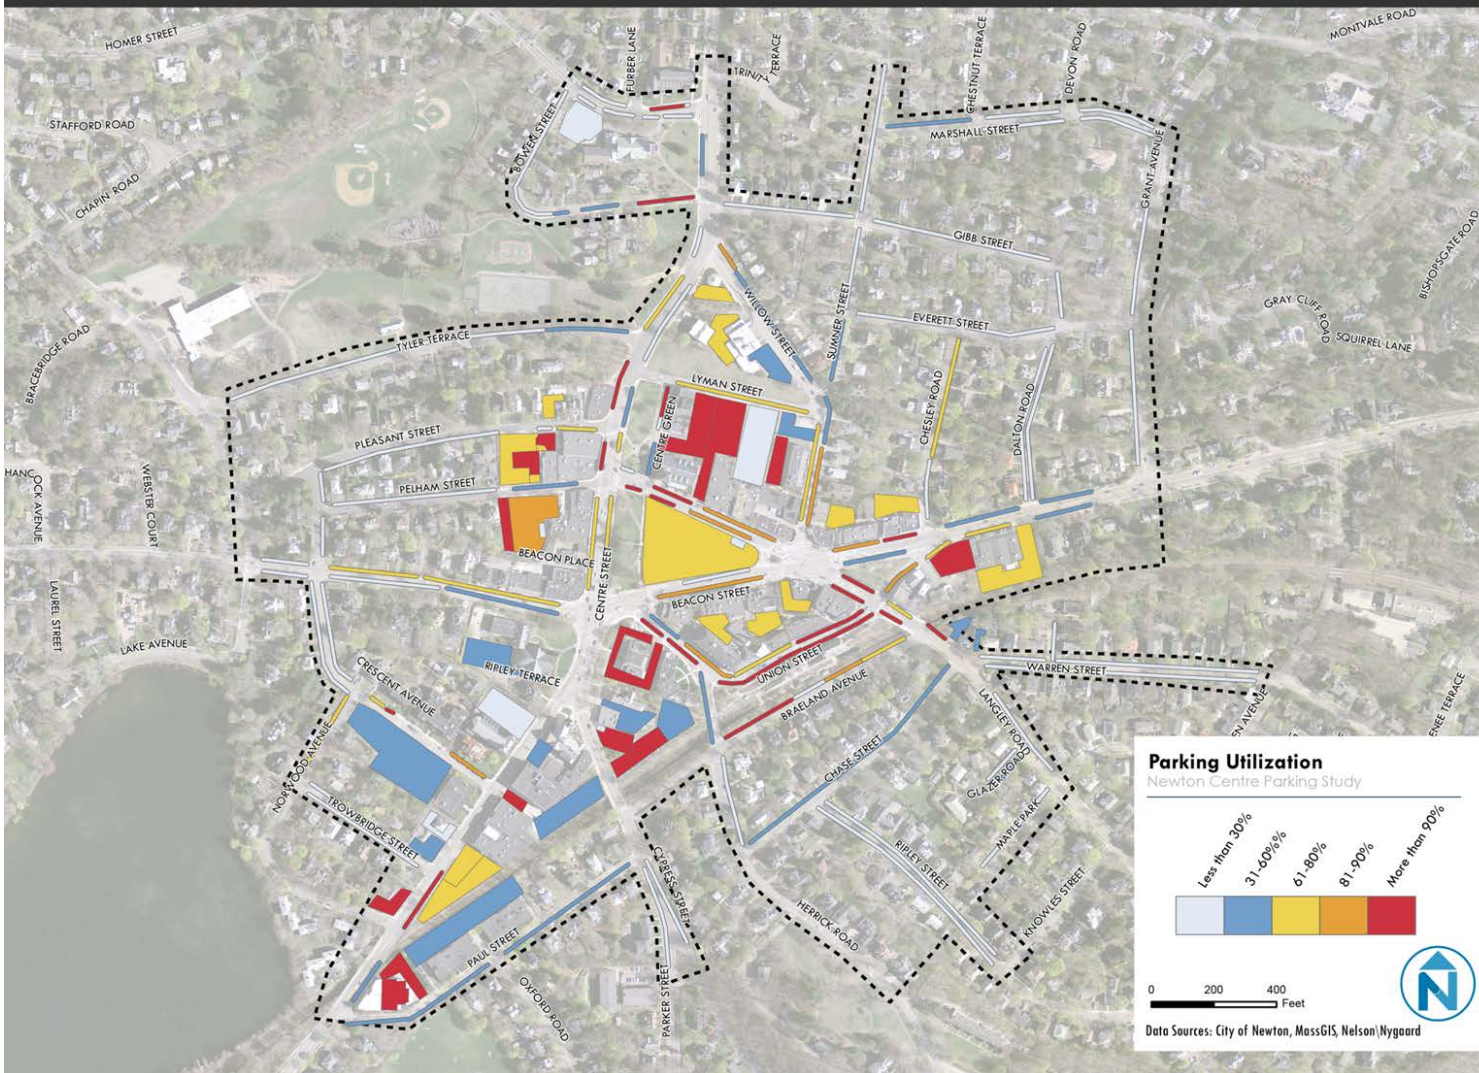 HOMER STREET
FURBER LANE
TRINITY TERRACE
CHESTNUT TERRACE
DEVON ROAD
MONTVALE ROAD
STAFFORD ROAD
BOWEN STREET
MARSHALL STREET
GRANT AVENUE
CHAPIN ROAD
GIBB STREET
BISHOPSGATE ROAD
WILLOW STREET
SUMNER STREET
EVERETT STREET
GRAY CLIFF ROAD
SQUIRREL LANE
BRACEBRIDGE ROAD
TYLER TERRACE
LYMAN STREET
CENTRE GREEN
CHESLEY ROAD
DALTON ROAD
PLEASANT STREET
HANC
OCK AVENUE
WEBSTER COURT
PELHAM STREET
BEACON PLACE
CENTRE STREET
BEACON STREET
LAUREL STREET
LAKE AVENUE
CRESCENT AVENUE
RIPLEY TERRACE
UNION STREET
BRAELAND AVENUE
WARREN STREET
LANGLEY ROAD
EN AVENUE
ENEE TERRACE
NORWOOD AVENUE
CHASE STREET
GLAZER ROAD
MAPLE PARK
TROWBRIDGE STREET
RIPLEY STREET
KNOWLES STREET
CYPRESS STREET
HERRICK ROAD
PAUL STREET
OXFORD ROAD
PARKER STREET
Parking Utilization
Newton Centre Parking Study
Less than 30%
31-60%%
61-80%
81-90%
More than 90%
0 200 400
Feet
N
Data Sources: City of Newton, MassGIS, Nelson\Nygaard